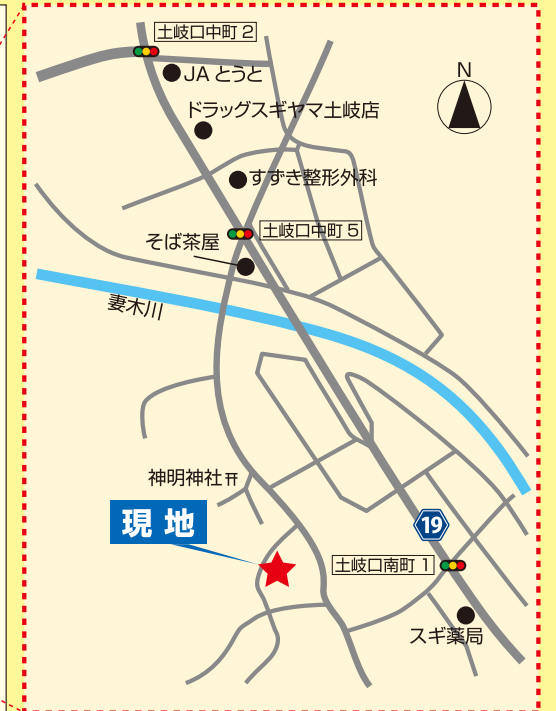 土岐口中町2
JAとうと
N
ドラッグスギヤマ土岐店
すずき整形外科
土岐口中町5
そば茶屋
妻木川
神明神社
現地
19
土岐口南町1
スギ薬局